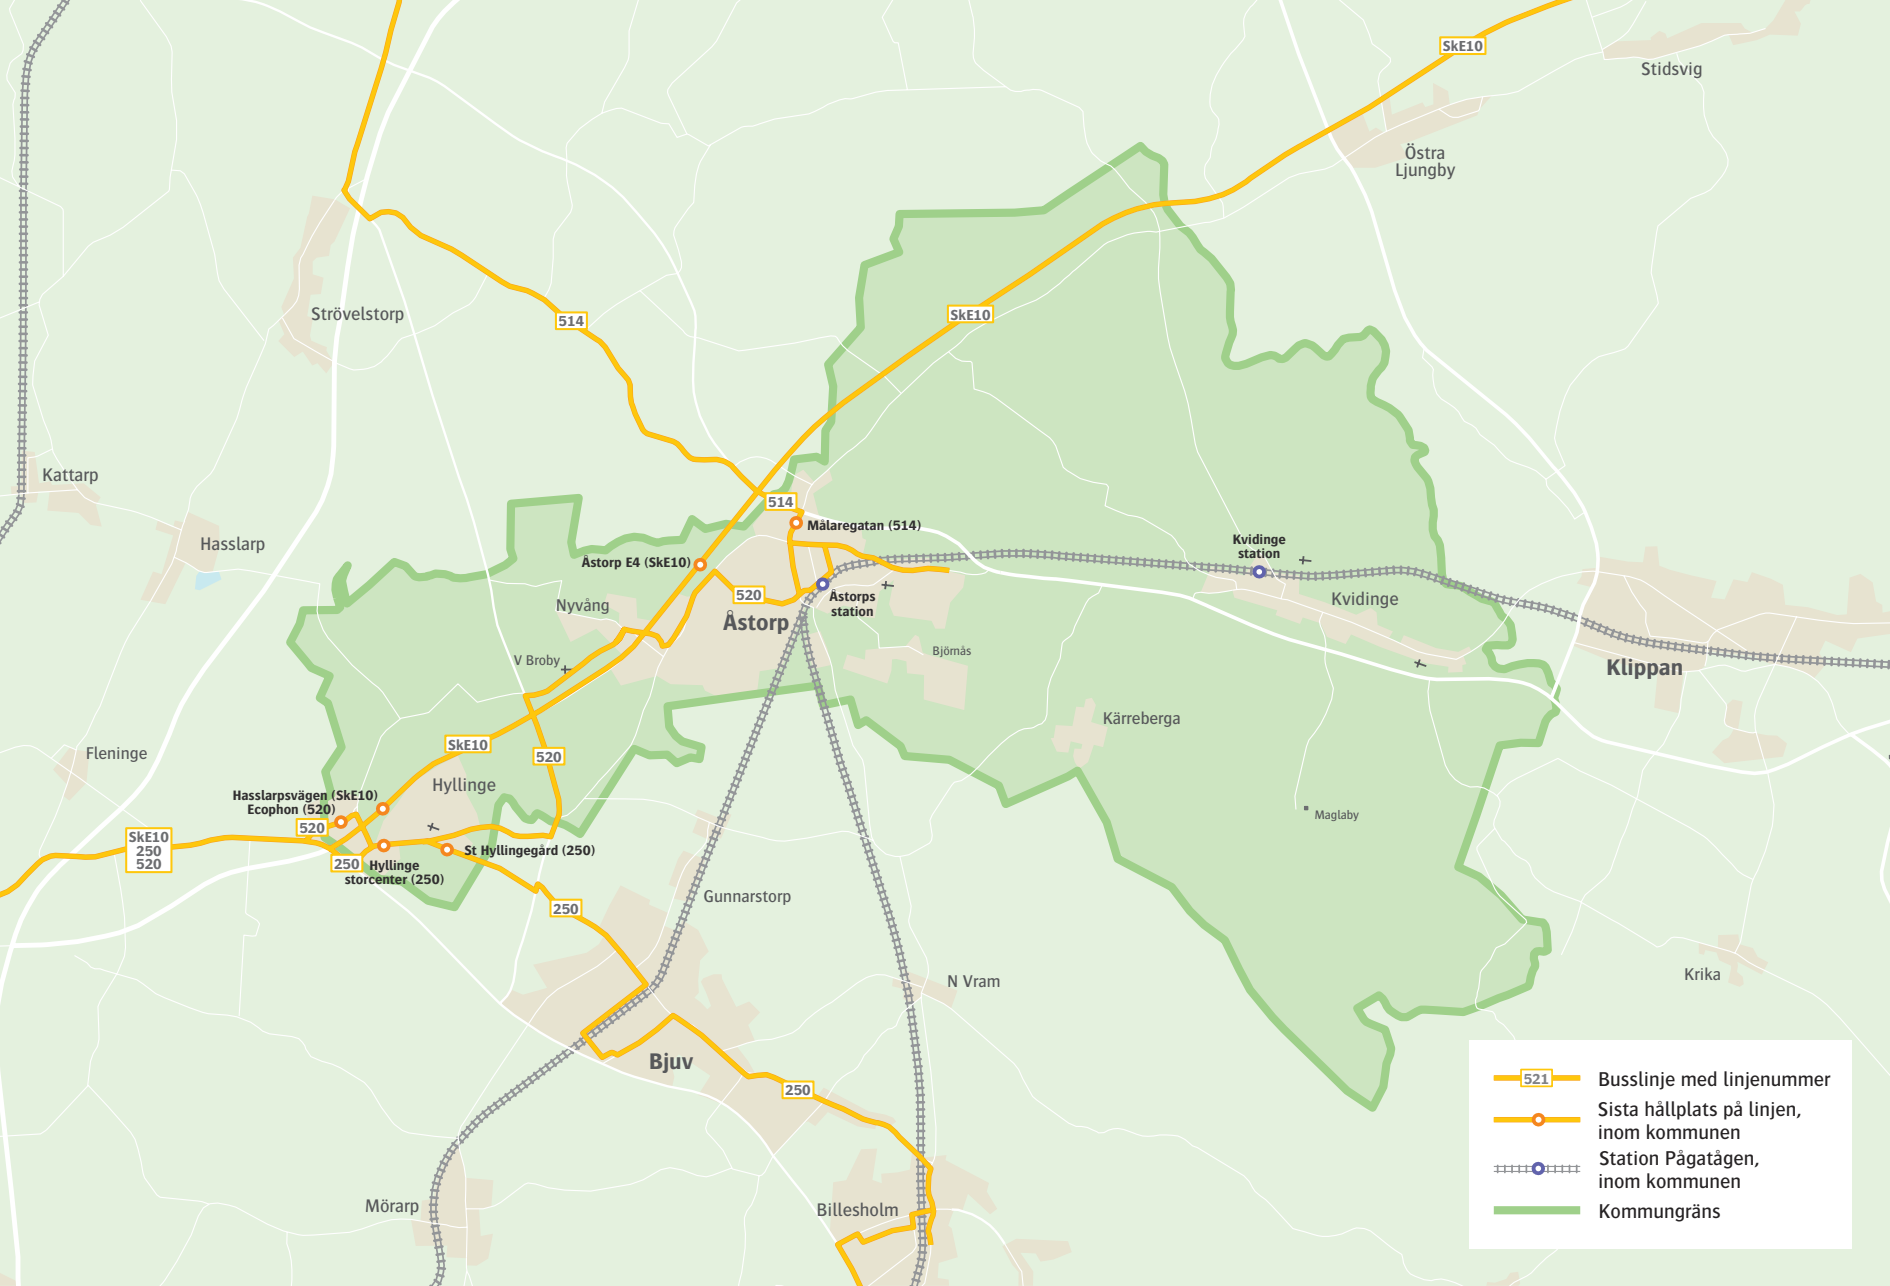 SkE10
Stidsvig
Östra
Ljungby
Strövelstorp
514
SkE10
Kattarp
Hasslarp
514
Målaregatan (514)
Åstorp E4 (SkE10)
Kvidinge
station
520
Åstorps
station
Nyvång
Åstorp
Kvidinge
V Broby
Björnås
Klippan
Kärreberga
SkE10
520
Fleninge
Hyllinge
Hasslarpsvägen (SkE10)
Ecophon (520)
Maglaby
520
SkE10
250
520
250
Hyllinge
storcenter (250)
St Hyllingegård (250)
Gunnarstorp
250
N Vram
Krika
Bjuv
250
Mörarp
Billesholm
521
Busslinje med linjenummer
Sista hållplats på linjen,
inom kommunen
Station Pågatågen,
inom kommunen
Kommungräns